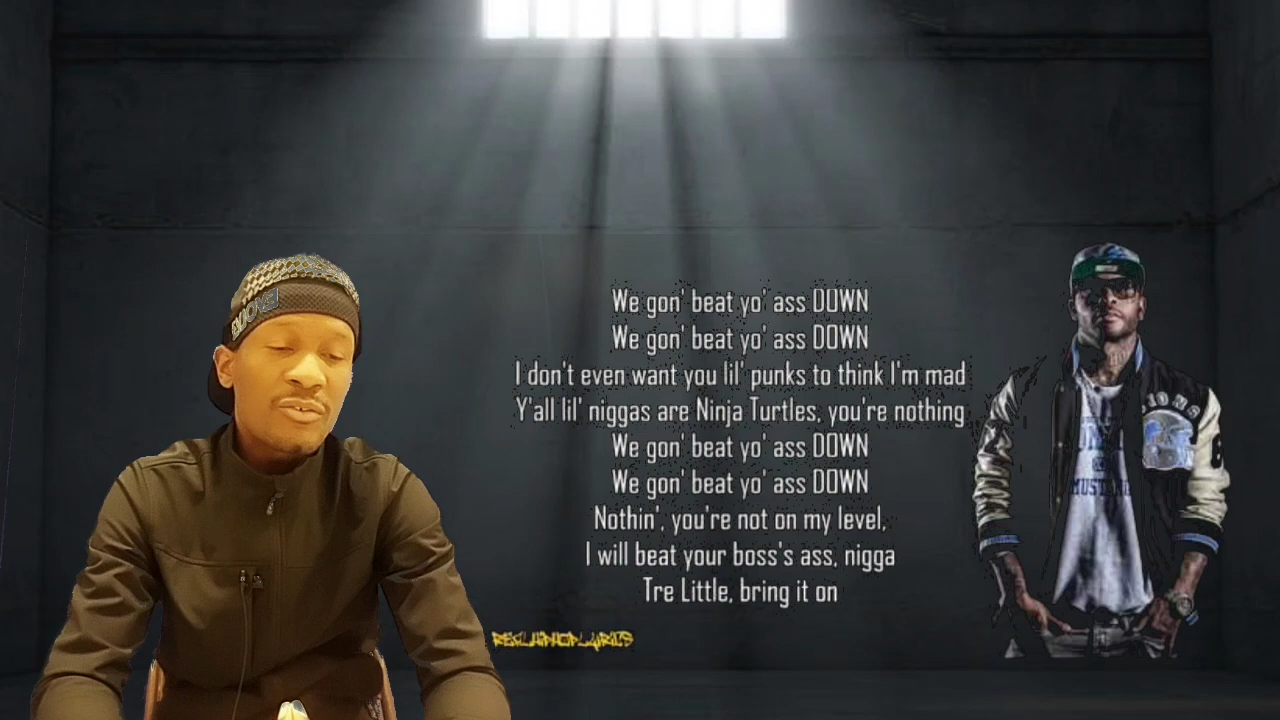 We gon' beat yo' ass DOWN
We gon' beat yo' ass DOWN
I don't even want you lil' punks to think I'm mad
Y'all lil' niggas are Ninja Turtles, you're nothing
We gon' beat yo' ass DOWN
We gon' beat yo' ass DOWN
Nothin', you're not on my level,
I will beat your boss's ass, nigga
Tre Little, bring it on
REALHIPHOPLYRICS